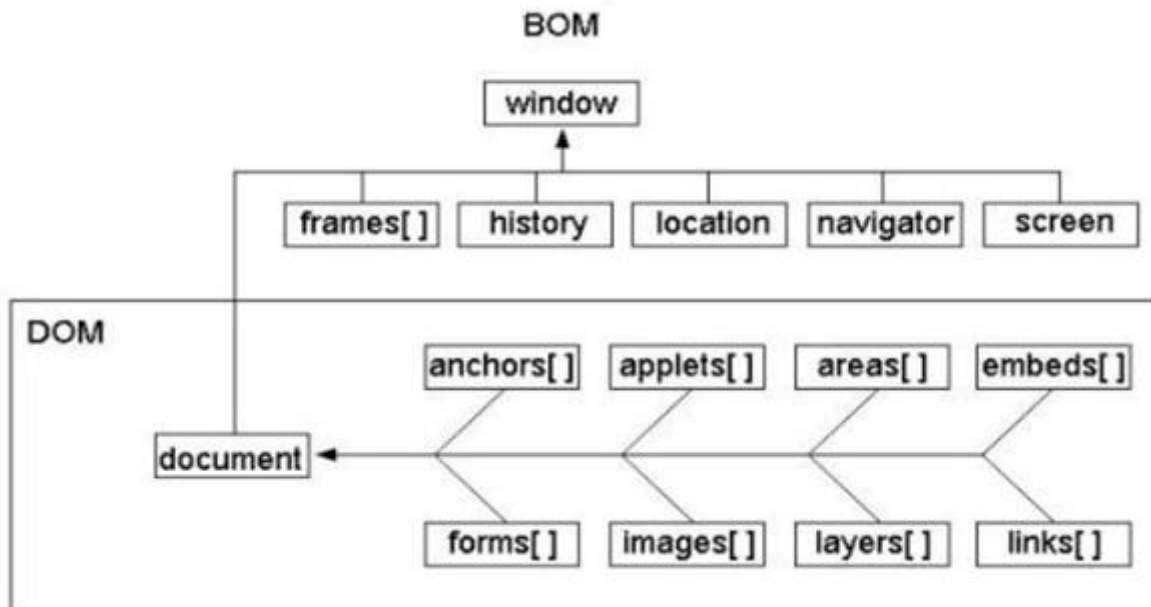 BOM
window
frames[ ] history location navigator screen
DOM
anchors[ ] applets[ ] areas[ ] embeds[ ]
document
forms[ ] images[ ] layers[ ] links[ ]